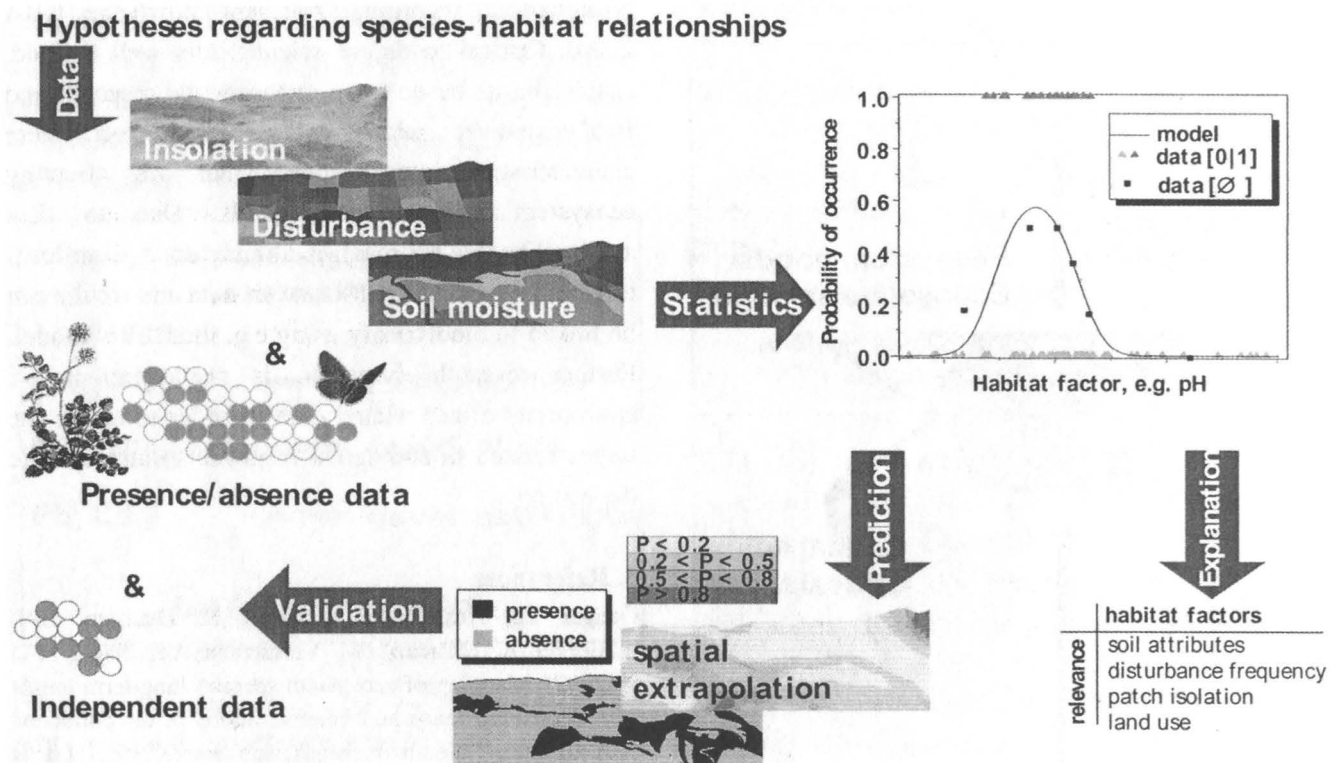 Hypotheses regarding species-habitat relationships
Data
Insolation
Disturbance
Soil moisture
&
Presence/absence data
Statistics
Probability of occurrence
1.0
0.8
0.6
0.4
0.2
0.0
model
data [0|1]
data [Ø ]
Habitat factor, e.g. pH
Prediction
Explanation
habitat factors
relevance
soil attributes
disturbance frequency
patch isolation
land use
P < 0.2
0.2 < P < 0.5
0.5 < P < 0.8
P > 0.8
spatial
extrapolation
presence
absence
Validation
&
Independent data